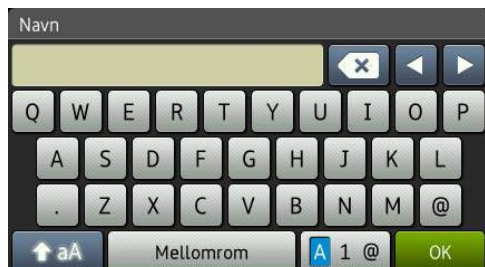 Navn
Q W E R T Y U I O P
A S D F G H J K L
. Z X C V B N M @
aA Mellomrom A 1 @ OK